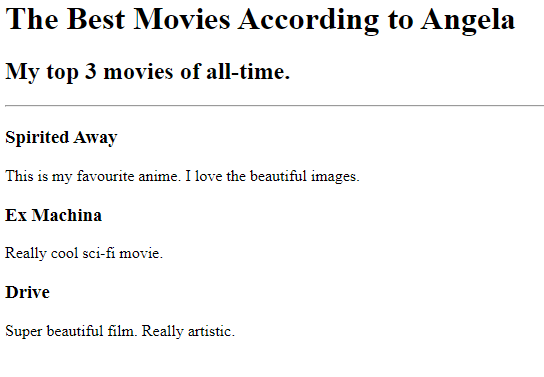 The Best Movies According to Angela
My top 3 movies of all-time.
Spirited Away
This is my favourite anime. I love the beautiful images.
Ex Machina
Really cool sci-fi movie.
Drive
Super beautiful film. Really artistic.